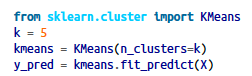 from sklearn.cluster import KMeans
k = 5
kmeans = KMeans(n_clusters=k)
y_pred = kmeans.fit_predict(X)